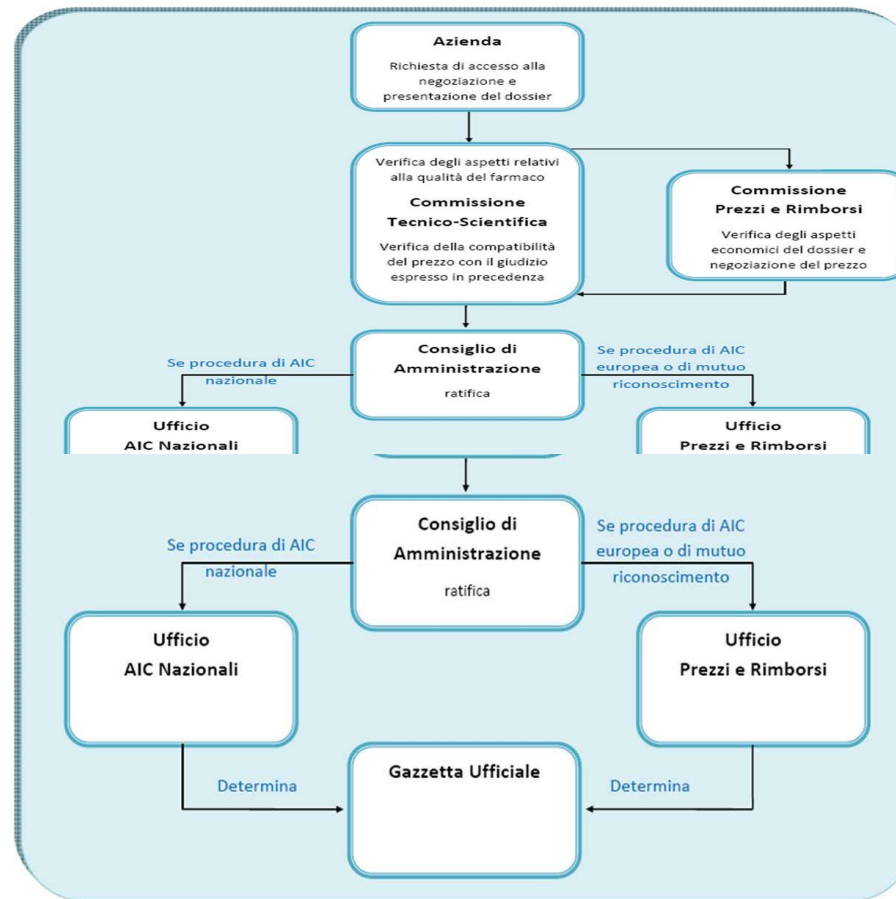 Azienda
Richiesta di accesso alla
negoziazione e
presentazione del dossier
Verifica degli aspetti relativi
alla qualità del farmaco
Commissione
Tecnico-Scientifica
Verifica della compatibilità
del prezzo con il giudizio
espresso in precedenza
Commissione
Prezzi e Rimborsi
Verifica degli aspetti
economici del dossier e
negoziazione del prezzo
Se procedura di AIC
nazionale
Consiglio di
Amministrazione
ratifica
Se procedura di AIC
europea o di mutuo
riconoscimento
Ufficio
AIC Nazionali
Ufficio
Prezzi e Rimborsi
Se procedura di AIC
nazionale
Consiglio di
Amministrazione
ratifica
Se procedura di AIC
europea o di mutuo
riconoscimento
Ufficio
AIC Nazionali
Ufficio
Prezzi e Rimborsi
Determina
Gazzetta Ufficiale
Determina